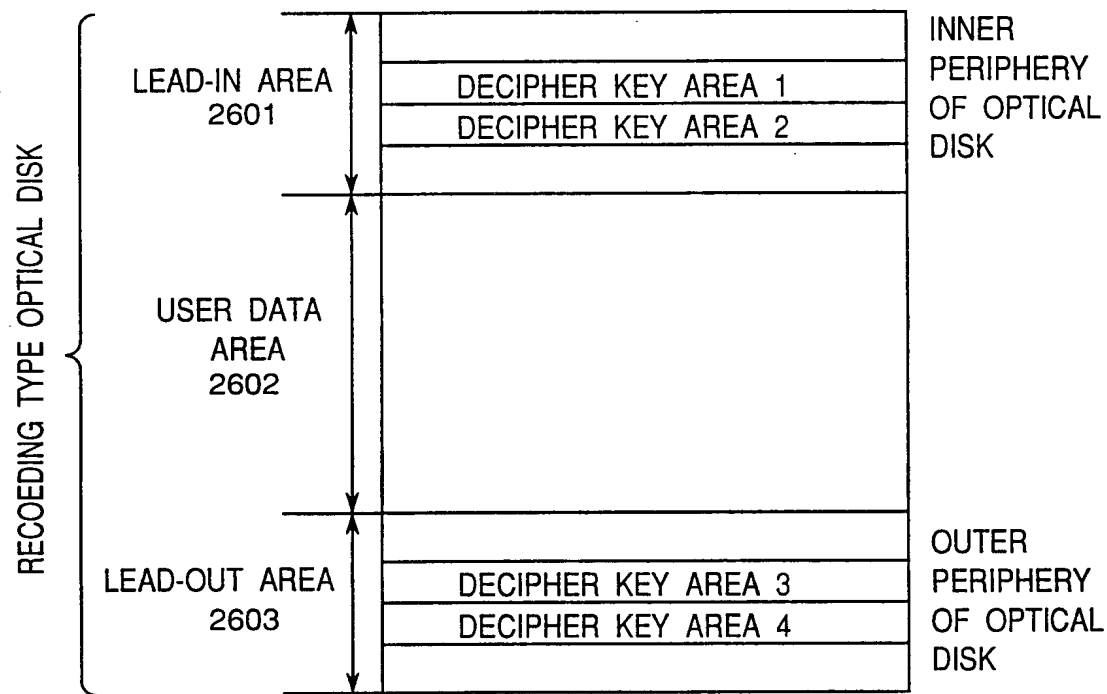 RECOEDING TYPE OPTICAL DISK
LEAD-IN AREA
2601
DECIPHER KEY AREA 1
DECIPHER KEY AREA 2
INNER
PERIPHERY
OF OPTICAL
DISK
USER DATA
AREA
2602
LEAD-OUT AREA
2603
DECIPHER KEY AREA 3
DECIPHER KEY AREA 4
OUTER
PERIPHERY
OF OPTICAL
DISK